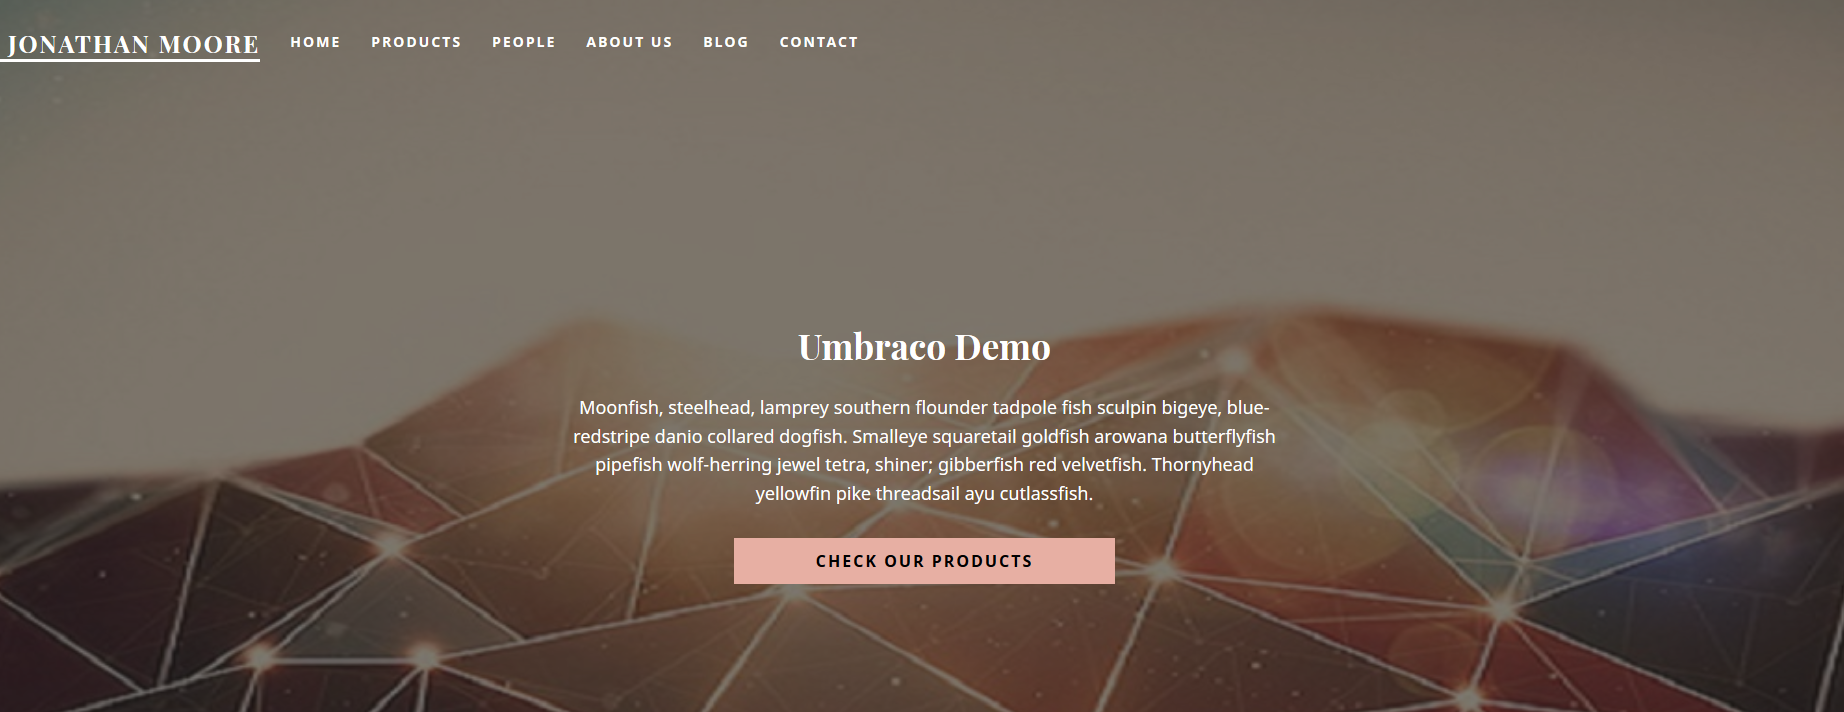 JONATHAN MOORE HOME PRODUCTS PEOPLE ABOUT US BLOG CONTACT
Umbraco Demo
Moonfish, steelhead, lamprey southern flounder tadpole fish sculpin bigeye, blue-
redstripe danio collared dogfish. Smalleye squaretail goldfish arowana butterflyfish
pipefish wolf-herring jewel tetra, shiner; gibberfish red velvetfish. Thornyhead
yellowfin pike threadsail ayu cutlassfish.
CHECK OUR PRODUCTS